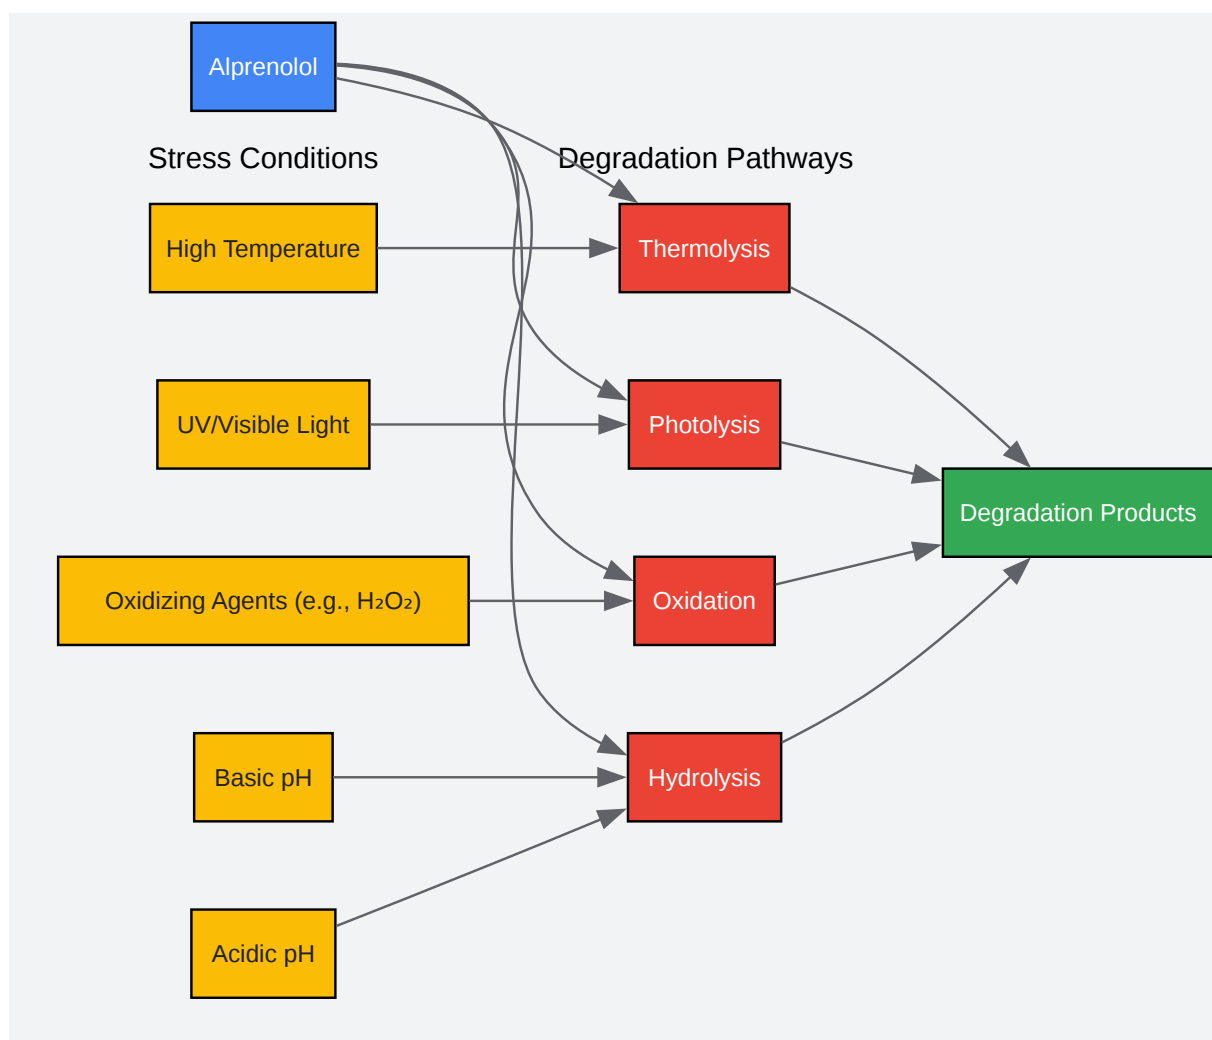 Alprenolol
Stress Conditions
Degradation Pathways
High Temperature
Thermolysis
UV/Visible Light
Photolysis
Degradation Products
Oxidizing Agents (e.g., H₂O₂)
Oxidation
Basic pH
Hydrolysis
Acidic pH